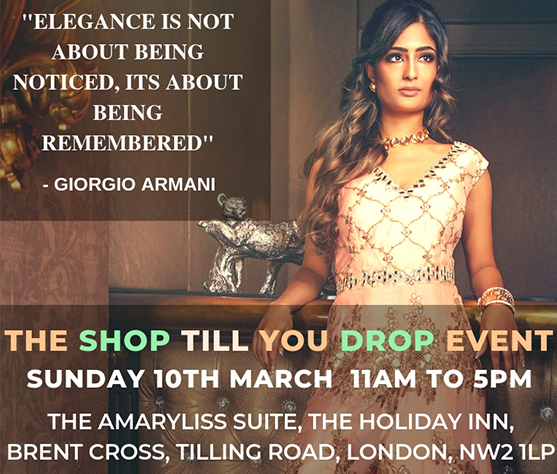 "ELEGANCE IS NOT
ABOUT BEING
NOTICED, ITS ABOUT
BEING
REMEMBERED"
- GIORGIO ARMANI
THE SHOP TILL YOU DROP EVENT
SUNDAY 10TH MARCH 11AM TO 5PM
THE AMARYLISS SUITE, THE HOLIDAY INN,
BRENT CROSS, TILLING ROAD, LONDON, NW2 1LP